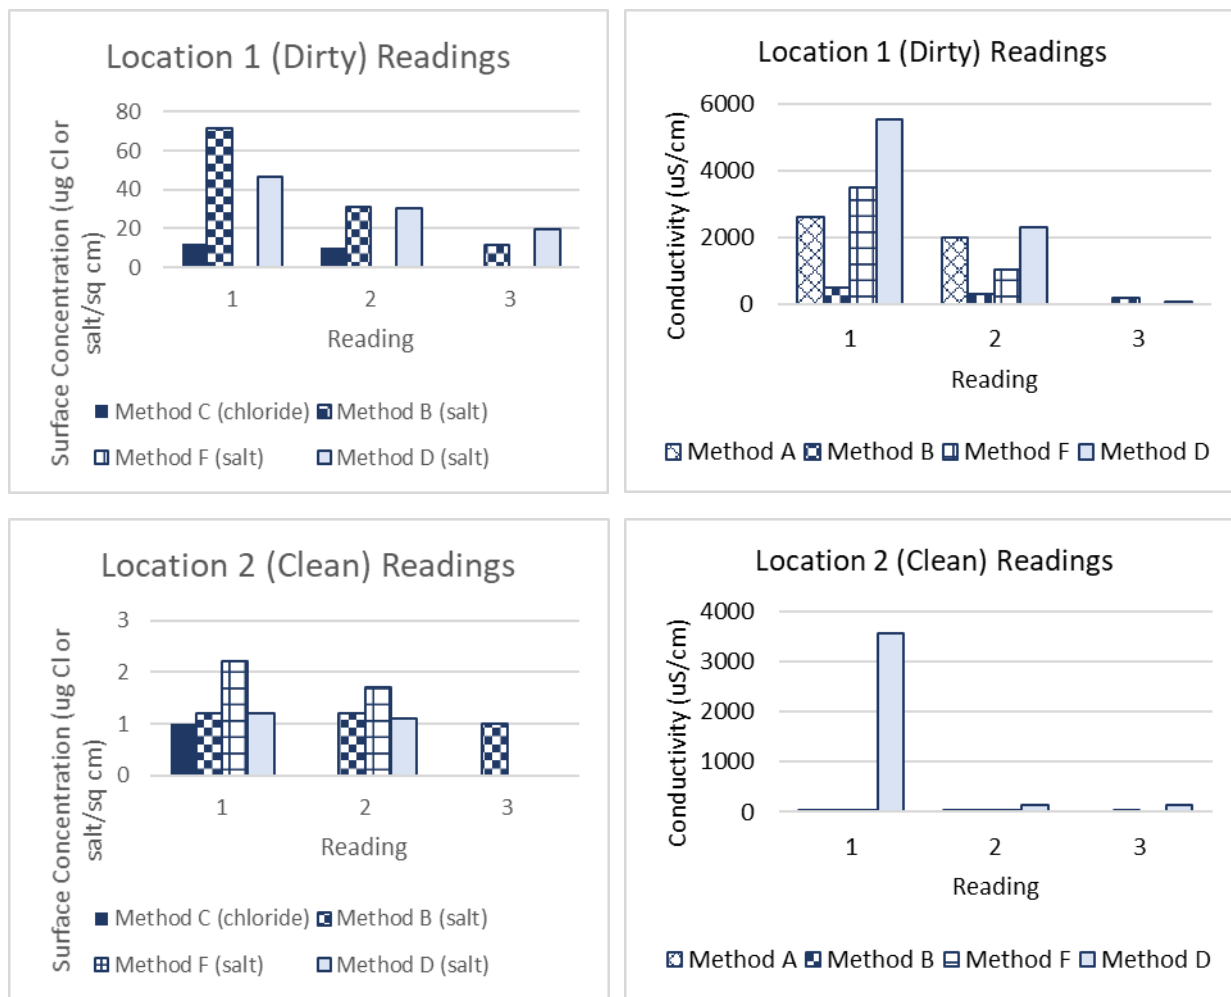 Location 1 (Dirty) Readings
Surface Concentration (ug Cl or
salt/sq cm)
80
60
40
20
0
1 2 3
Reading
Method C (chloride) Method B (salt)
Method F (salt) Method D (salt)
Location 1 (Dirty) Readings
Conductivity (uS/cm)
6000
4000
2000
0
1 2 3
Reading
Method A Method B Method F Method D
Location 2 (Clean) Readings
Surface Concentration (ug Cl or
salt/sq cm)
3
2
1
0
1 2 3
Reading
Method C (chloride) Method B (salt)
Method F (salt) Method D (salt)
Location 2 (Clean) Readings
Conductivity (uS/cm)
4000
3000
2000
1000
0
1 2 3
Reading
Method A Method B Method F Method D